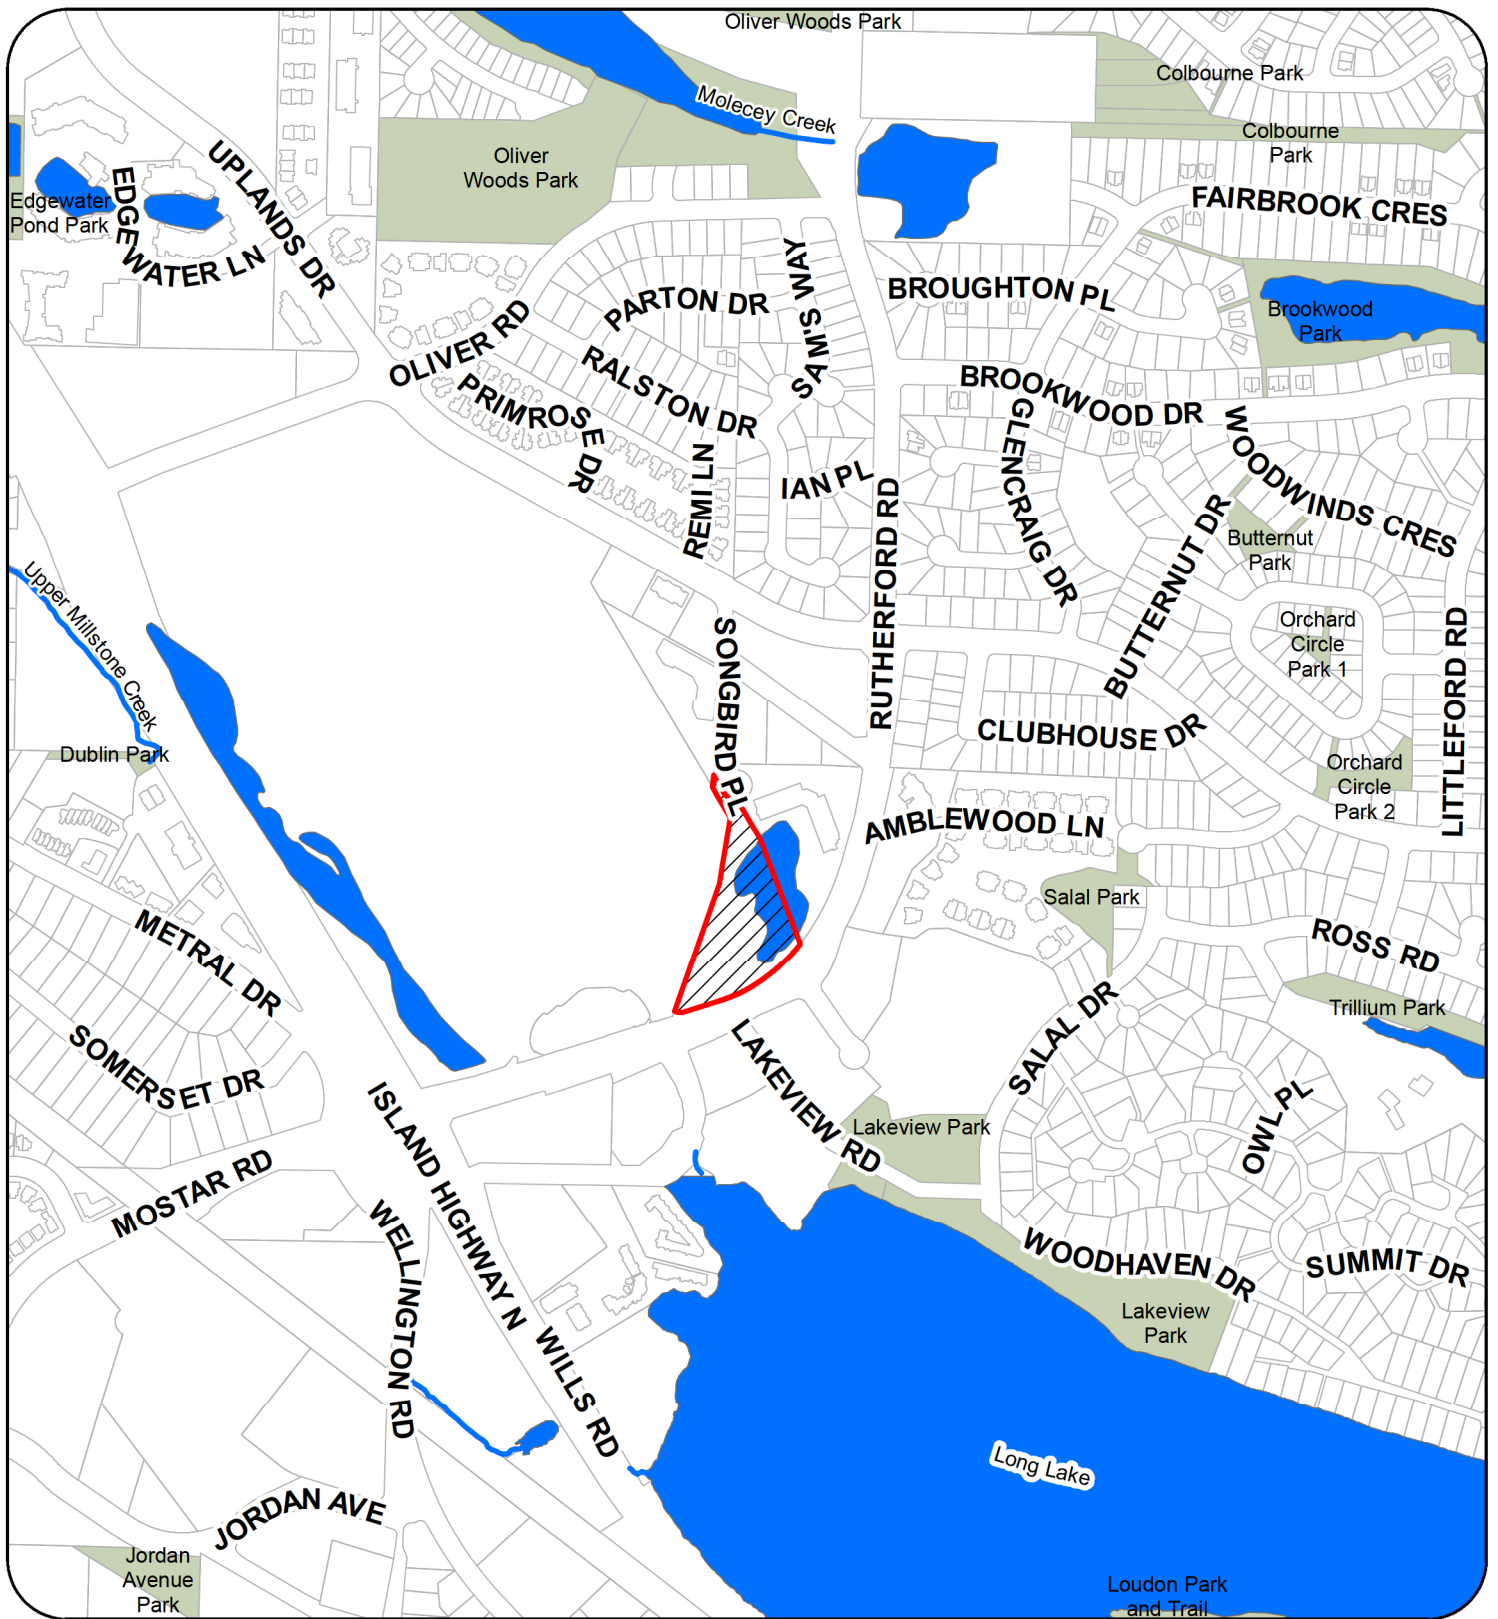 Oliver Woods Park
Colbourne Park
Molecey Creek
Colbourne
Park
Oliver
Woods Park
UPLANDS DR
EDGEWATER LN
Edgewater
Pond Park
FAIRBROOK CRES
SAM'S WAY
BROUGHTON PL
PARTON DR
Brookwood
Park
OLIVER RD
RALSTON DR
PRIMROSE DR
BROOKWOOD DR
GLENCRAIG DR
WOODWINDS CRES
REMI LN
IAN PL
RUTHERFORD RD
BUTTERNUT DR
Butternut
Park
Upper Millstone Creek
SONGBIRD PL
Orchard
Circle
Park 1
LITTLEFORD RD
CLUBHOUSE DR
Dublin Park
Orchard
Circle
Park 2
AMBLEWOOD LN
Salal Park
METRAL DR
ROSS RD
SALAL DR
Trillium Park
SOMERSET DR
LAKEVIEW RD
Lakeview Park
OWL PL
ISLAND HIGHWAY N
MOSTAR RD
WELLINGTON RD
WOODHAVEN DR
SUMMIT DR
Lakeview
Park
WILLS RD
Long Lake
JORDAN AVE
Jordan
Avenue
Park
Loudon Park
and Trail